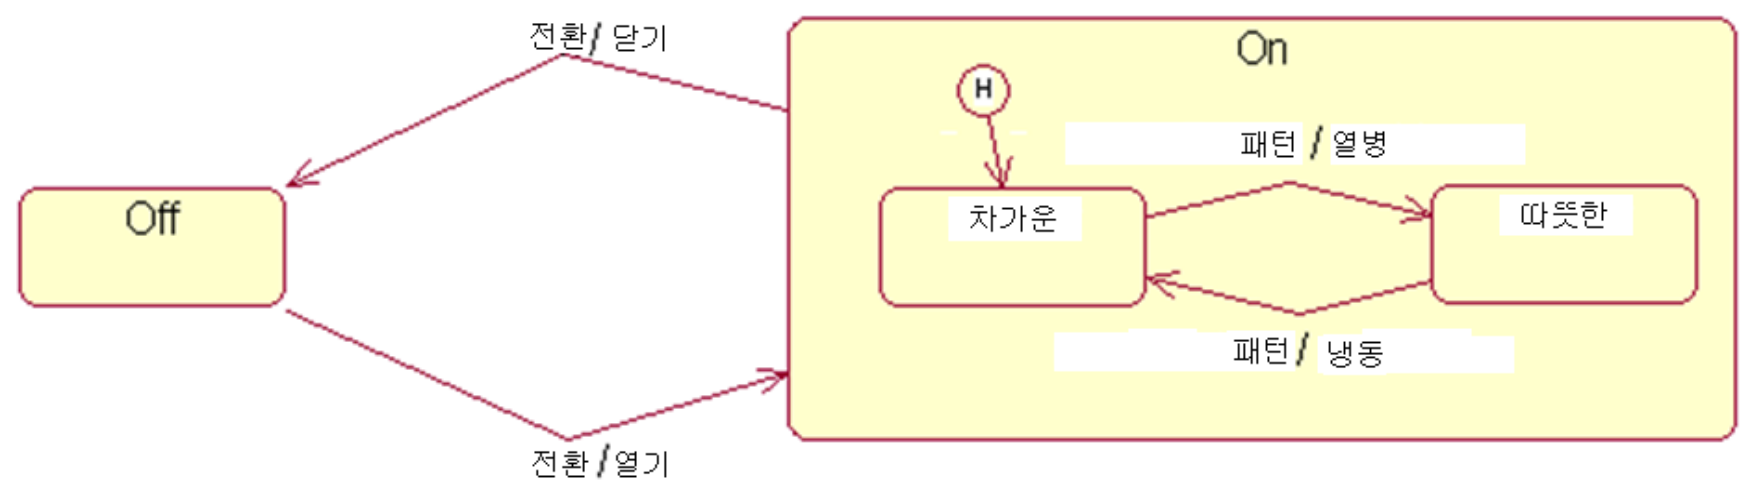 전환/ 닫기
On
H
패턴 / 열병
Off
차가운
따뜻한
패턴/ 냉동
전환/열기